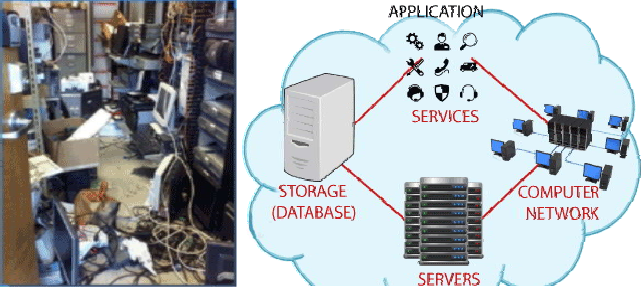 APPLICATION
SERVICES
STORAGE
(DATABASE)
COMPUTER
NETWORK
SERVERS